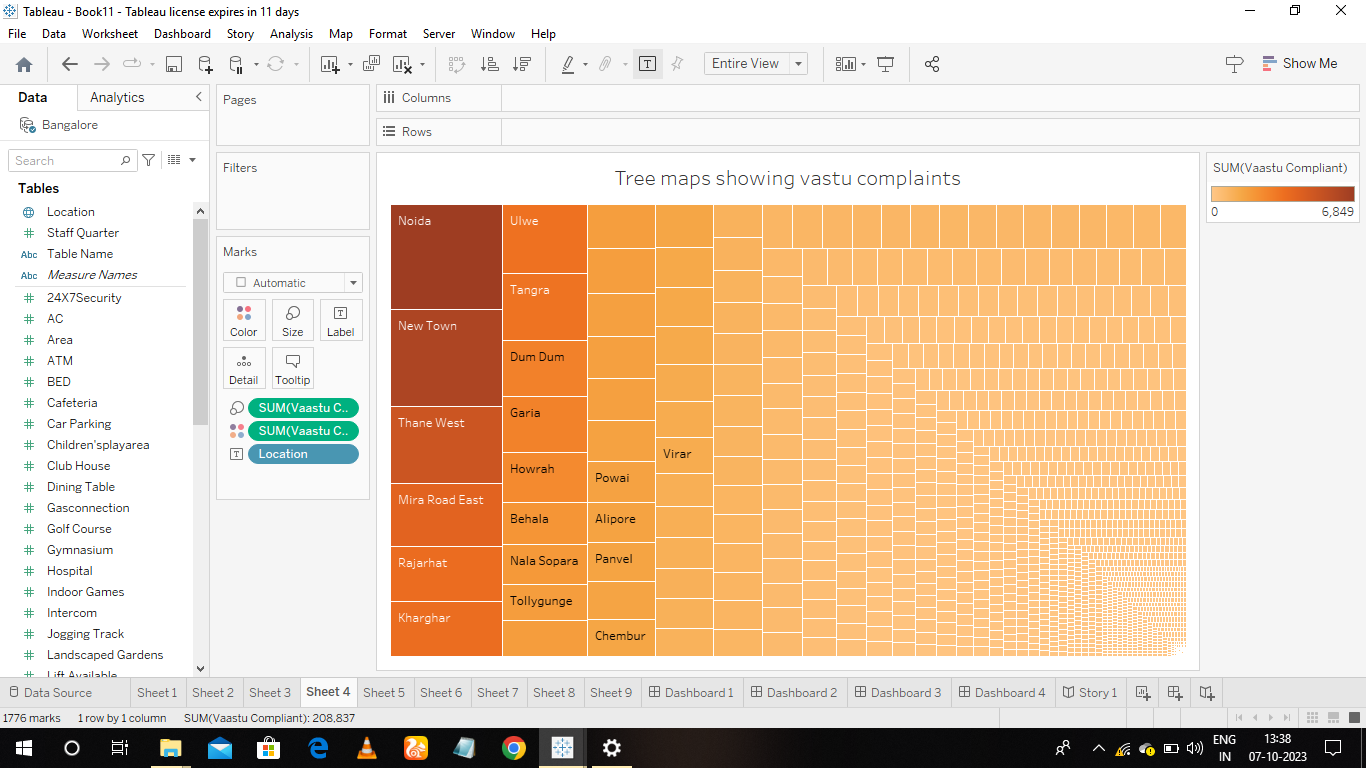 Tableau - Book11 - Tableau license expires in 11 days
File Data Worksheet Dashboard Story Analysis Map Format Server Window Help
Entire View
Show Me
Data Analytics
Bangalore
Search
Tables
Location
Staff Quarter
Abc Table Name
Abc Measure Names
24X7Security
AC
Area
ATM
BED
Cafeteria
Car Parking
Children'splayarea
Club House
Dining Table
Gasconnection
Golf Course
Gymnasium
Hospital
Indoor Games
Intercom
Jogging Track
Landscaped Gardens
Lift Available
Pages
Filters
Marks
Automatic
Color Size Label
Detail Tooltip
SUM(Vaastu C..
SUM(Vaastu C..
Location
Columns
Rows
Tree maps showing vastu complaints
Noida
New Town
Thane West
Mira Road East
Rajarhat
Kharghar
Ulwe
Tangra
Dum Dum
Garia
Howrah
Behala
Nala Sopara
Tollygunge
Powai
Alipore
Panvel
Chembur
Virar
SUM(Vaastu Compliant)
0 6,849
Data Source Sheet 1 Sheet 2 Sheet 3 Sheet 4 Sheet 5 Sheet 6 Sheet 7 Sheet 8 Sheet 9 Dashboard 1 Dashboard 2 Dashboard 3 Dashboard 4 Story 1
1776 marks 1 row by 1 column SUM(Vaastu Compliant): 208,837
ENG
IN
13:38
07-10-2023